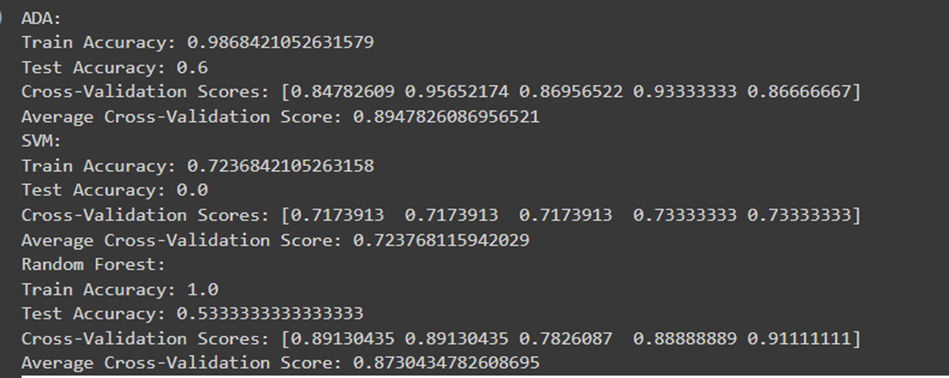 ADA:
Train Accuracy: 0.9868421052631579
Test Accuracy: 0.6
Cross-Validation Scores: [0.84782609 0.95652174 0.86956522 0.93333333 0.86666667]
Average Cross-Validation Score: 0.8947826086956521
SVM:
Train Accuracy: 0.7236842105263158
Test Accuracy: 0.0
Cross-Validation Scores: [0.7173913  0.7173913  0.7173913  0.73333333 0.73333333]
Average Cross-Validation Score: 0.723768115942029
Random Forest:
Train Accuracy: 1.0
Test Accuracy: 0.5333333333333333
Cross-Validation Scores: [0.89130435 0.89130435 0.7826087  0.88888889 0.91111111]
Average Cross-Validation Score: 0.8730434782608695